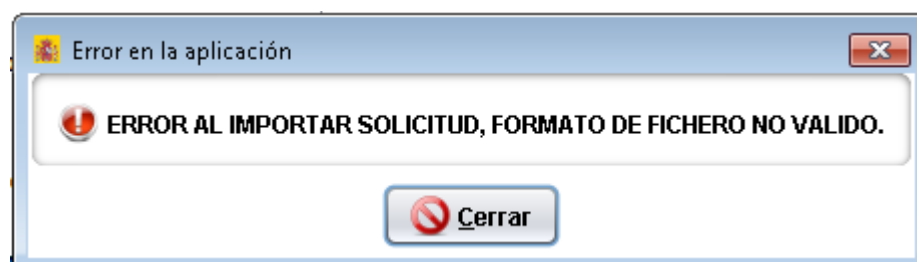 Error en la aplicación
ERROR AL IMPORTAR SOLICITUD, FORMATO DE FICHERO NO VALIDO.
Cerrar